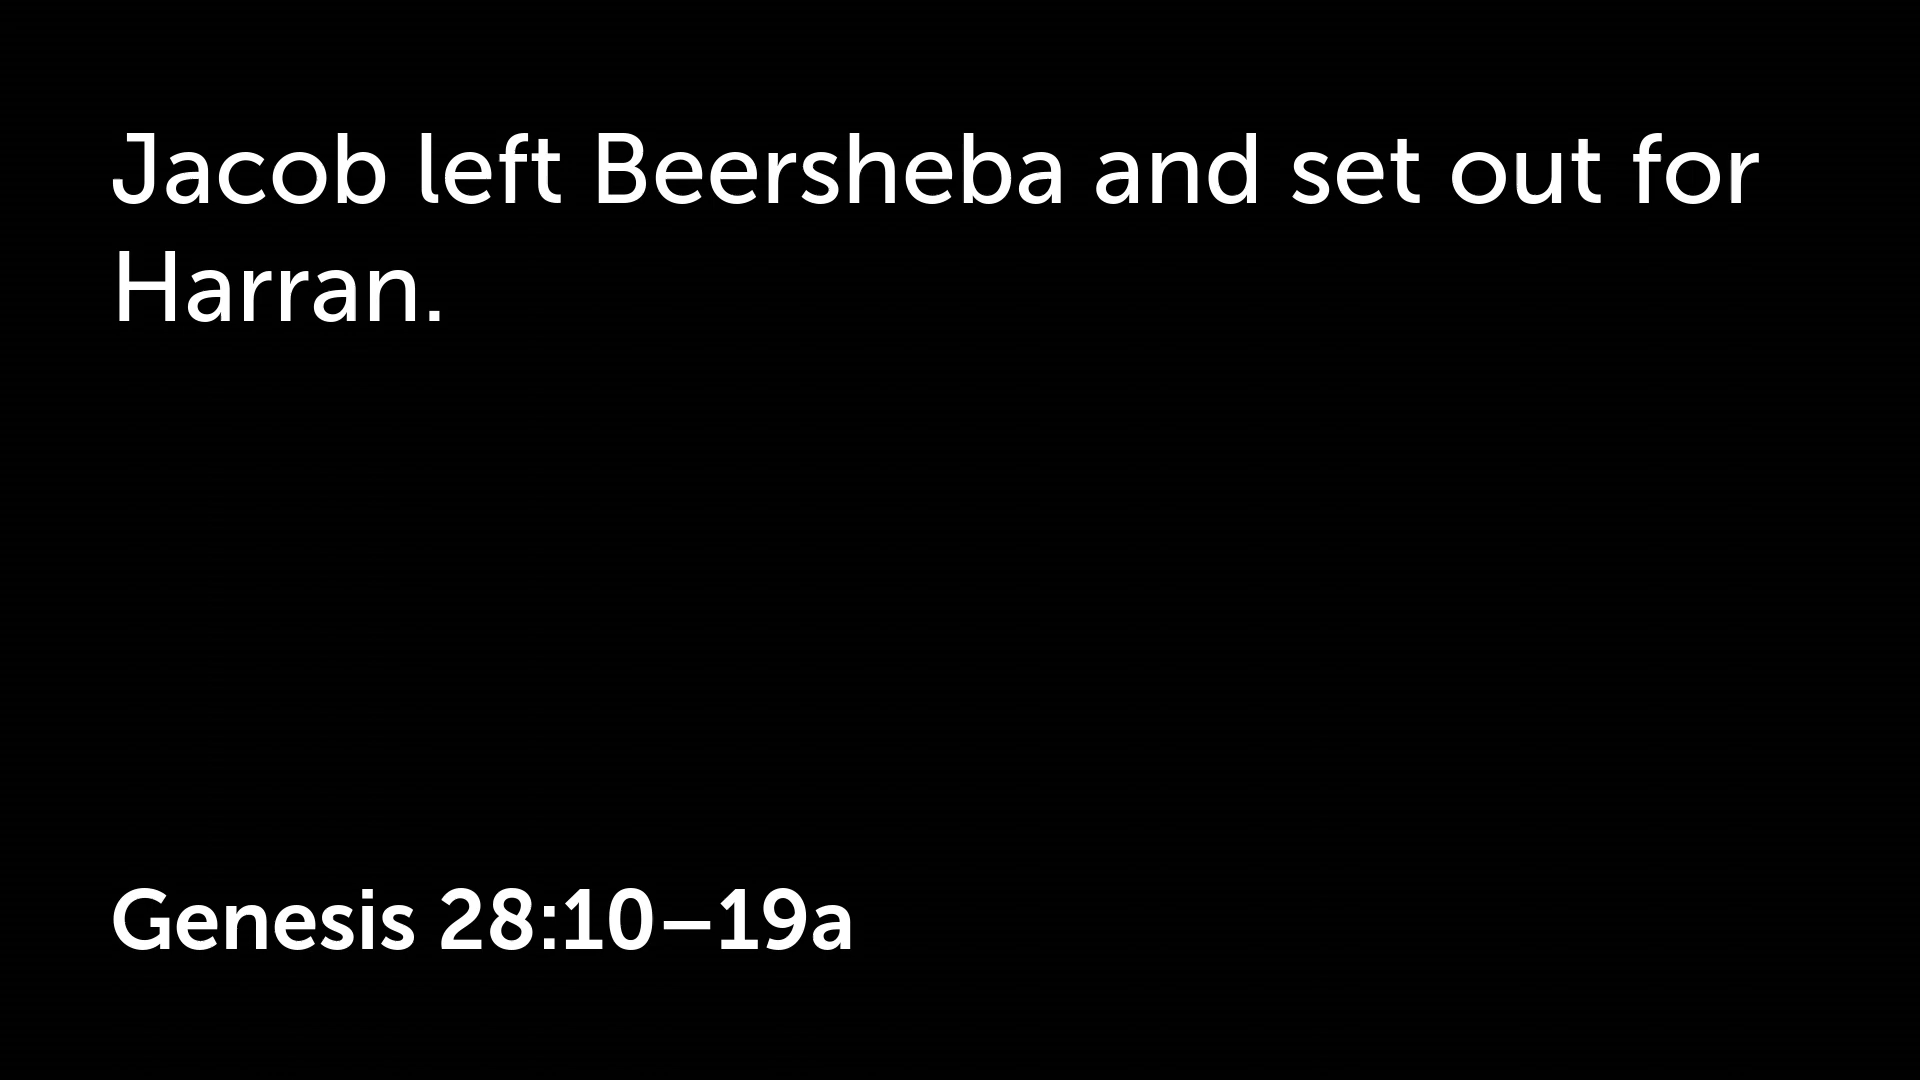 Jacob left Beersheba and set out for
Harran.
Genesis 28:10–19a